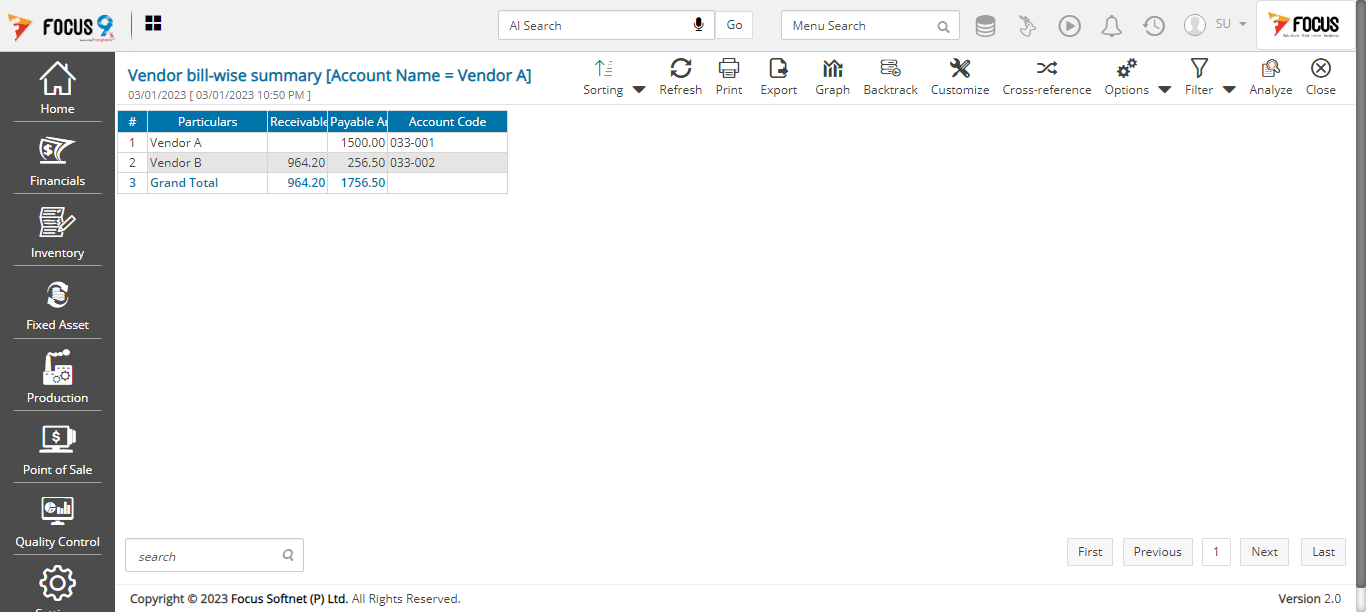 FOCUS 9
AI Search
Go
Menu Search
SU
FOCUS
Home
Financials
Inventory
Fixed Asset
Production
Point of Sale
Quality Control
Vendor bill-wise summary [Account Name = Vendor A]
03/01/2023 [ 03/01/2023 10:50 PM ]
Sorting Refresh Print Export Graph Backtrack Customize Cross-reference Options Filter Analyze Close
# Particulars Receivable Payable Ar Account Code
1 Vendor A 1500.00 033-001
2 Vendor B 964.20 256.50 033-002
3 Grand Total 964.20 1756.50
search
First Previous 1 Next Last
Copyright © 2023 Focus Softnet (P) Ltd. All Rights Reserved.
Version 2.0